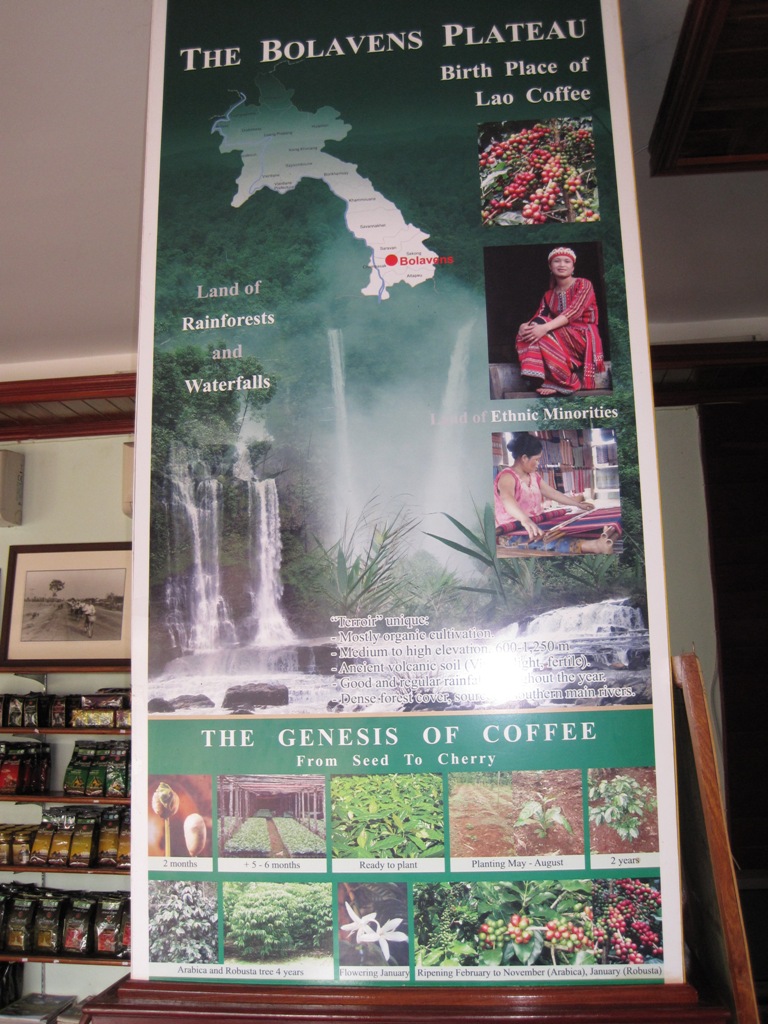 THE BOLAVENS PLATEAU
Birth Place of
Lao Coffee
Bolavens
Land of
Rainforests
and
Waterfalls
Land of Ethnic Minorities
"Terroir" unique:
- Mostly organic cultivation.
- Medium to high elevation, 600-1,250 m
- Ancient volcanic soil fertile).
- Good and regular the year.
- Dense forest cover, main rivers.
THE GENESIS OF COFFEE
From Seed To Cherry
2 months
+ 5 - 6 months
Ready to plant
Planting May - August
2 years
Arabica and Robusta tree 4 years
Flowering January
Ripening February to November (Arabica), January (Robusta)